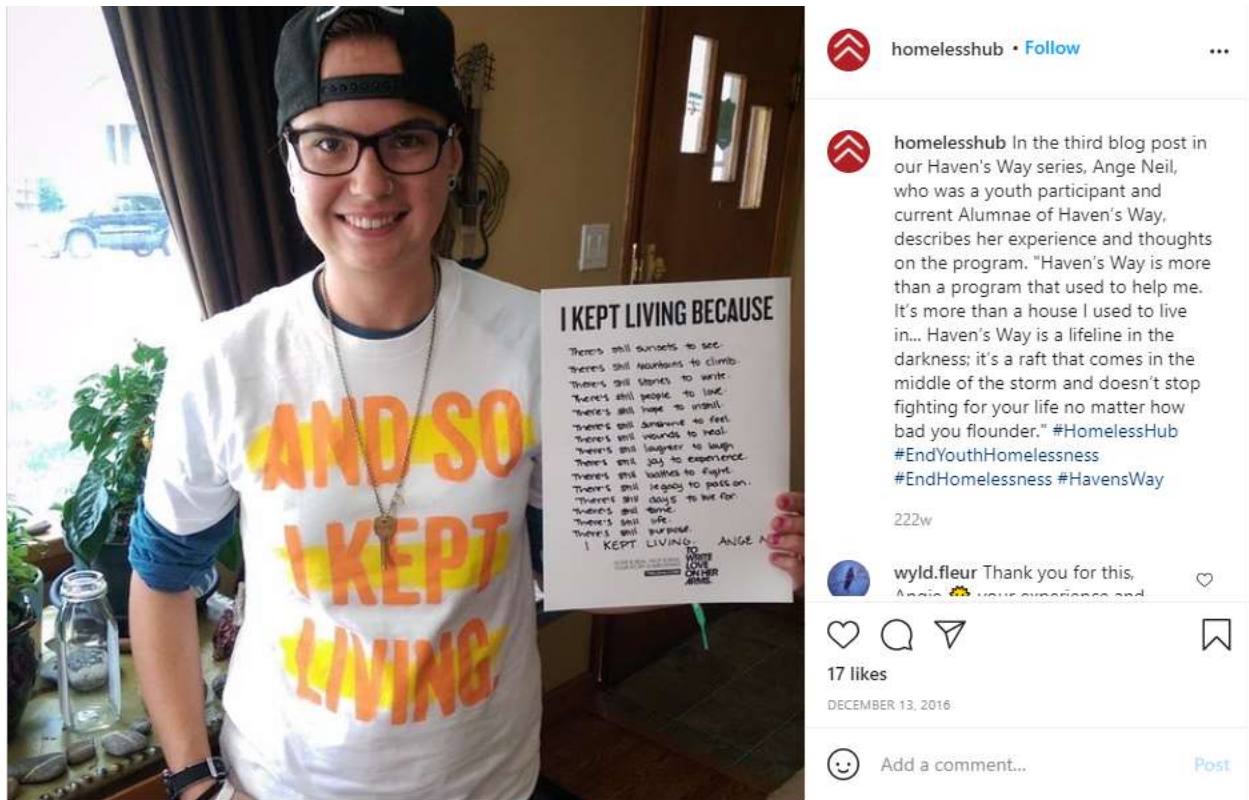 I KEPT LIVING BECAUSE
There's still sunsets to see.
There's still mountains to climb.
There's still stories to write.
There's still people to love.
There's still hope to instill.
There's still sunshine to feel.
There's still wounds to heal.
There's still laughter to laugh.
There's still joy to experience.
There's still battles to fight.
There's still legacy to pass on.
There's still days to live for.
There's still time.
There's still life.
There's still purpose.
I KEPT LIVING. ANGE N
TO
WRITE
LOVE
ON HER
ARMS.
AND SO
I KEPT
LIVING.
homelesshub • Follow
homelesshub In the third blog post in
our Haven's Way series, Ange Neil,
who was a youth participant and
current Alumnae of Haven's Way,
describes her experience and thoughts
on the program. "Haven's Way is more
than a program that used to help me.
It's more than a house I used to live
in... Haven's Way is a lifeline in the
darkness; it's a raft that comes in the
middle of the storm and doesn't stop
fighting for your life no matter how
bad you flounder." #HomelessHub
#EndYouthHomelessness
#EndHomelessness #HavensWay
222w
wyld.fleur Thank you for this,
Angie your experience and
17 likes
DECEMBER 13, 2016
Add a comment...
Post